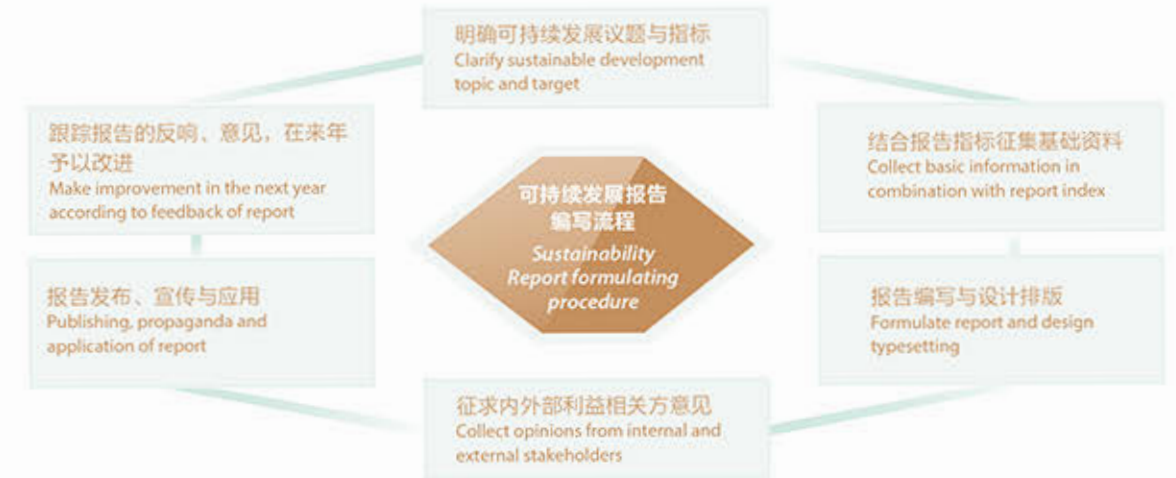 明确可持续发展议题与指标
Clarify sustainable development
topic and target
跟踪报告的反响、意见，在来年
予以改进
Make improvement in the next year
according to feedback of report
结合报告指标征集基础资料
Collect basic information in
combination with report index
可持续发展报告
编写流程
Sustainability
Report formulating
procedure
报告发布、宣传与应用
Publishing, propaganda and
application of report
报告编写与设计排版
Formulate report and design
typesetting
征求内外部利益相关方意见
Collect opinions from internal and
external stakeholders